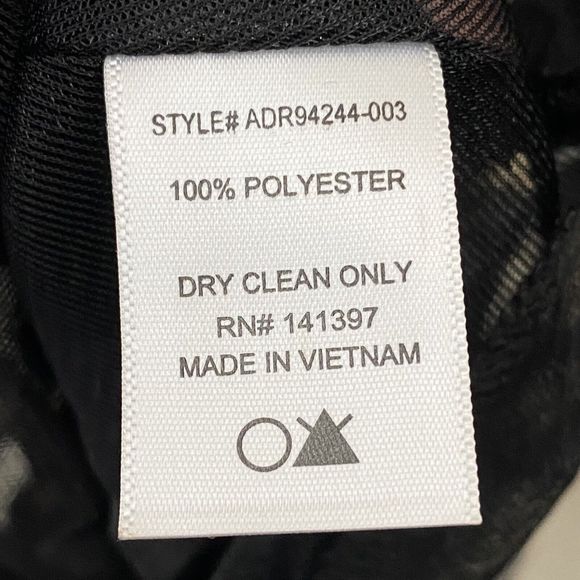 STYLE# ADR94244-003
100% POLYESTER
DRY CLEAN ONLY
RN# 141397
MADE IN VIETNAM